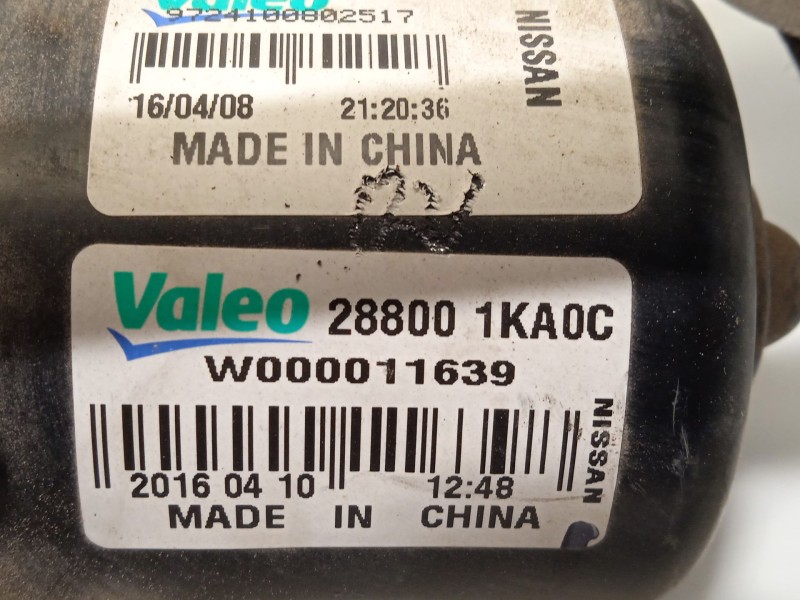 Valeo
9724100802517
NISSAN
16/04/08 21:20:36
MADE IN CHINA
Valeo 28800 1KA0C
W000011639
NISSAN
2016 04 10 12:48
MADE IN CHINA